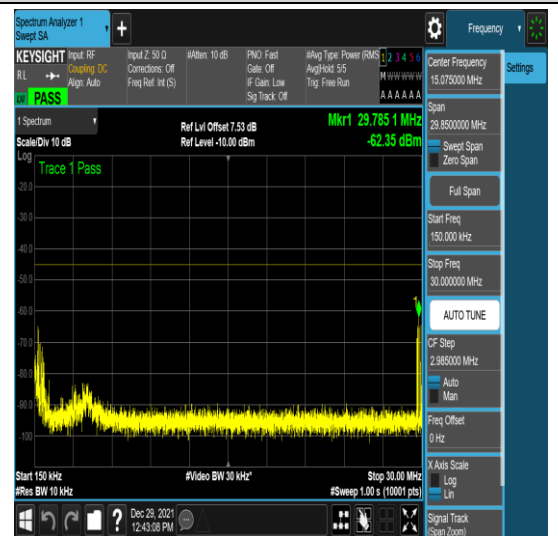 Spectrum Analyzer 1
Swept SA
+
Frequency
KEYSIGHT
Input: RF
Coupling: DC
Align: Auto
Input Z: 50 Ω
Corrections: Off
Freq Ref: Int (S)
#Atten: 10 dB
PNO: Fast
Gate: Off
IF Gain: Low
Sig Track: Off
#Avg Type: Power (RMS
Avg|Hold: 5/5
Trig: Free Run
1 2 3 4 5 6
M W W W W W
A A A A A A
R L
PASS
1 Spectrum
Scale/Div 10 dB
Log
Ref Lvl Offset 7.53 dB
Ref Level -10.00 dBm
Mkr1 29.785 1 MHz
-62.35 dBm
Trace 1 Pass
-20.0
-30.0
-40.0
-50.0
-60.0
-70.0
-80.0
-90.0
-100
1
Start 150 kHz
#Res BW 10 kHz
#Video BW 30 kHz*
Stop 30.00 MHz
#Sweep 1.00 s (10001 pts)
?
Dec 29, 2021
12:43:08 PM
Center Frequency
15.075000 MHz
Settings
Span
29.8500000 MHz
Swept Span
Zero Span
Full Span
Start Freq
150.000 kHz
Stop Freq
30.000000 MHz
AUTO TUNE
CF Step
2.985000 MHz
Auto
Man
Freq Offset
0 Hz
X Axis Scale
Log
Lin
Signal Track
(Span Zoom)